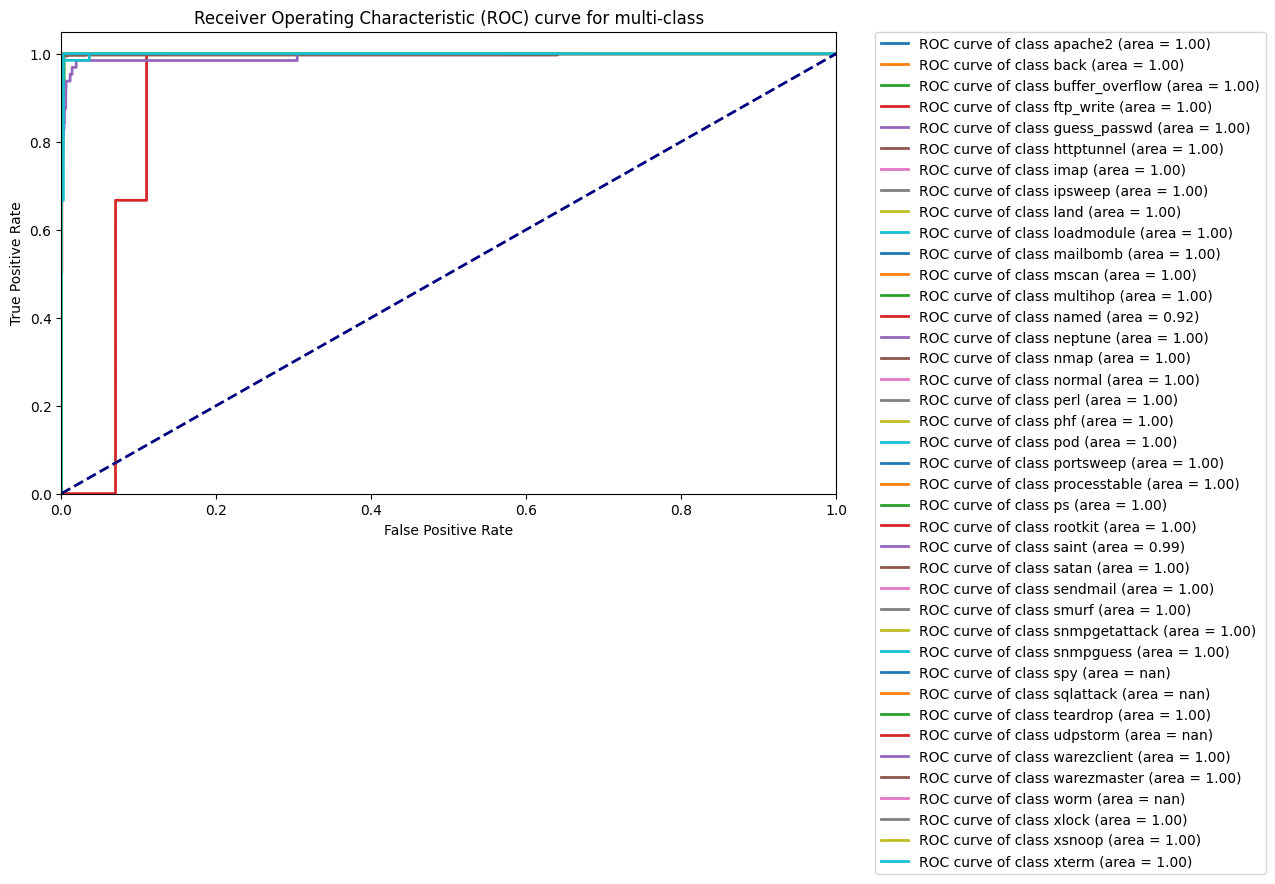 Receiver Operating Characteristic (ROC) curve for multi-class
1.0
0.8
0.6
0.4
0.2
0.0
True Positive Rate
0.0 0.2 0.4 0.6 0.8 1.0
False Positive Rate
ROC curve of class apache2 (area = 1.00)
ROC curve of class back (area = 1.00)
ROC curve of class buffer_overflow (area = 1.00)
ROC curve of class ftp_write (area = 1.00)
ROC curve of class guess_passwd (area = 1.00)
ROC curve of class httptunnel (area = 1.00)
ROC curve of class imap (area = 1.00)
ROC curve of class ipsweep (area = 1.00)
ROC curve of class land (area = 1.00)
ROC curve of class loadmodule (area = 1.00)
ROC curve of class mailbomb (area = 1.00)
ROC curve of class mscan (area = 1.00)
ROC curve of class multihop (area = 1.00)
ROC curve of class named (area = 0.92)
ROC curve of class neptune (area = 1.00)
ROC curve of class nmap (area = 1.00)
ROC curve of class normal (area = 1.00)
ROC curve of class perl (area = 1.00)
ROC curve of class phf (area = 1.00)
ROC curve of class pod (area = 1.00)
ROC curve of class portsweep (area = 1.00)
ROC curve of class processtable (area = 1.00)
ROC curve of class ps (area = 1.00)
ROC curve of class rootkit (area = 1.00)
ROC curve of class saint (area = 0.99)
ROC curve of class satan (area = 1.00)
ROC curve of class sendmail (area = 1.00)
ROC curve of class smurf (area = 1.00)
ROC curve of class snmpgetattack (area = 1.00)
ROC curve of class snmpguess (area = 1.00)
ROC curve of class spy (area = nan)
ROC curve of class sqlattack (area = nan)
ROC curve of class teardrop (area = 1.00)
ROC curve of class udpstorm (area = nan)
ROC curve of class warezclient (area = 1.00)
ROC curve of class warezmaster (area = 1.00)
ROC curve of class worm (area = nan)
ROC curve of class xlock (area = 1.00)
ROC curve of class xsnoop (area = 1.00)
ROC curve of class xterm (area = 1.00)